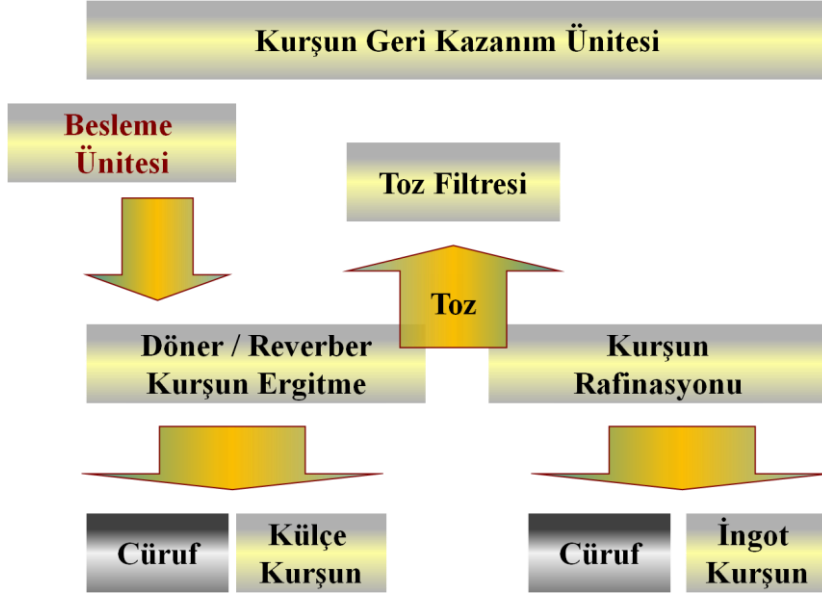 Kurşun Geri Kazanım Ünitesi
Besleme
Ünitesi
Toz Filtresi
Toz
Döner / Reverber
Kurşun Ergitme
Kurşun
Rafinasyonu
Cüruf
Külçe
Kurşun
Cüruf
İngot
Kurşun